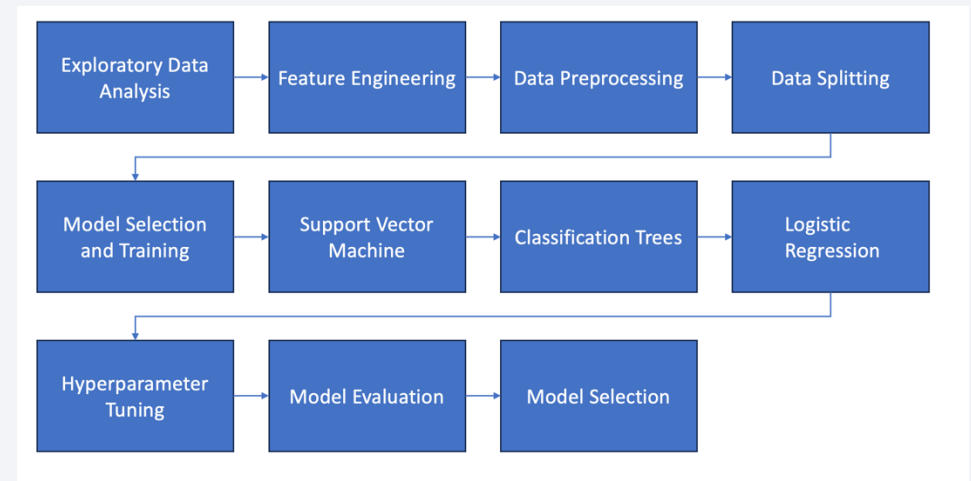 Exploratory Data
Analysis
Feature Engineering
Data Preprocessing
Data Splitting
Model Selection
and Training
Support Vector
Machine
Classification Trees
Logistic
Regression
Hyperparameter
Tuning
Model Evaluation
Model Selection